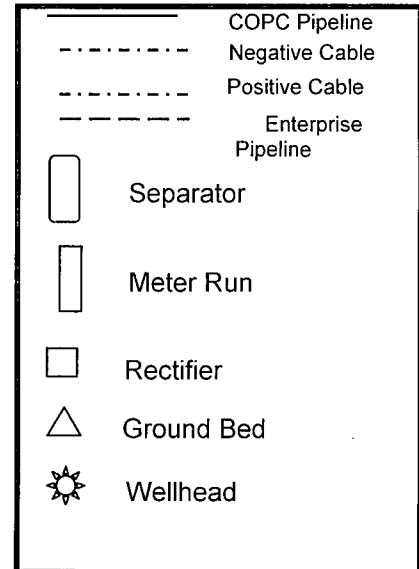 COPC Pipeline
Negative Cable
Positive Cable
Enterprise
Pipeline
Separator
Meter Run
Rectifier
Ground Bed
Wellhead